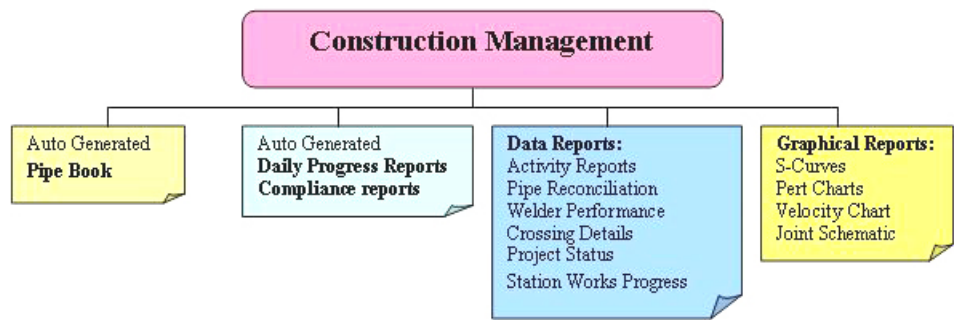 Construction Management
Auto Generated
Pipe Book
Auto Generated
Daily Progress Reports
Compliance reports
Data Reports:
Activity Reports
Pipe Reconciliation
Welder Performance
Crossing Details
Project Status
Station Works Progress
Graphical Reports:
S-Curves
Pert Charts
Velocity Chart
Joint Schematic